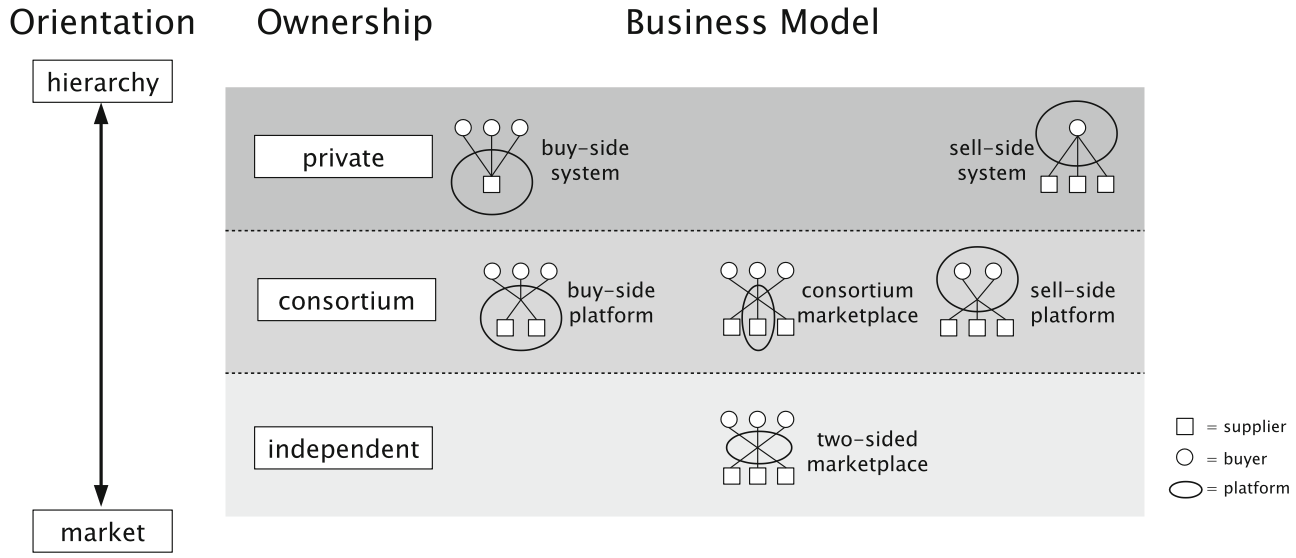 Orientation
Ownership
Business Model
hierarchy
market
private
buy-side
system
sell-side
system
consortium
buy-side
platform
consortium
marketplace
sell-side
platform
independent
two-sided
marketplace
= supplier
= buyer
= platform